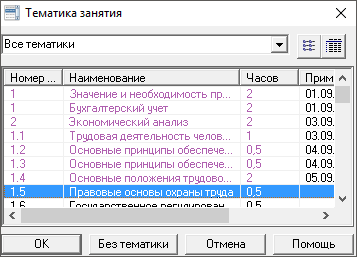 Тематика занятия
Все тематики
Номер ... Наименование Часов Прим
1 Значение и необходимость пр... 2 01.09.
1 Бухгалтерский учет 2 01.09.
2 Экономический анализ 2 03.09.
1.1 Трудовая деятельность челов... 1 03.09.
1.2 Основные принципы обеспече... 0,5 04.09.
1.3 Основные принципы обеспече... 0,5 04.09.
1.4 Основные положения трудово... 2 05.09.
1.5 Правовые основы охраны труда 0,5
1.6 Государственное регулирован... 0,5
OK Без тематики Отмена Помощь